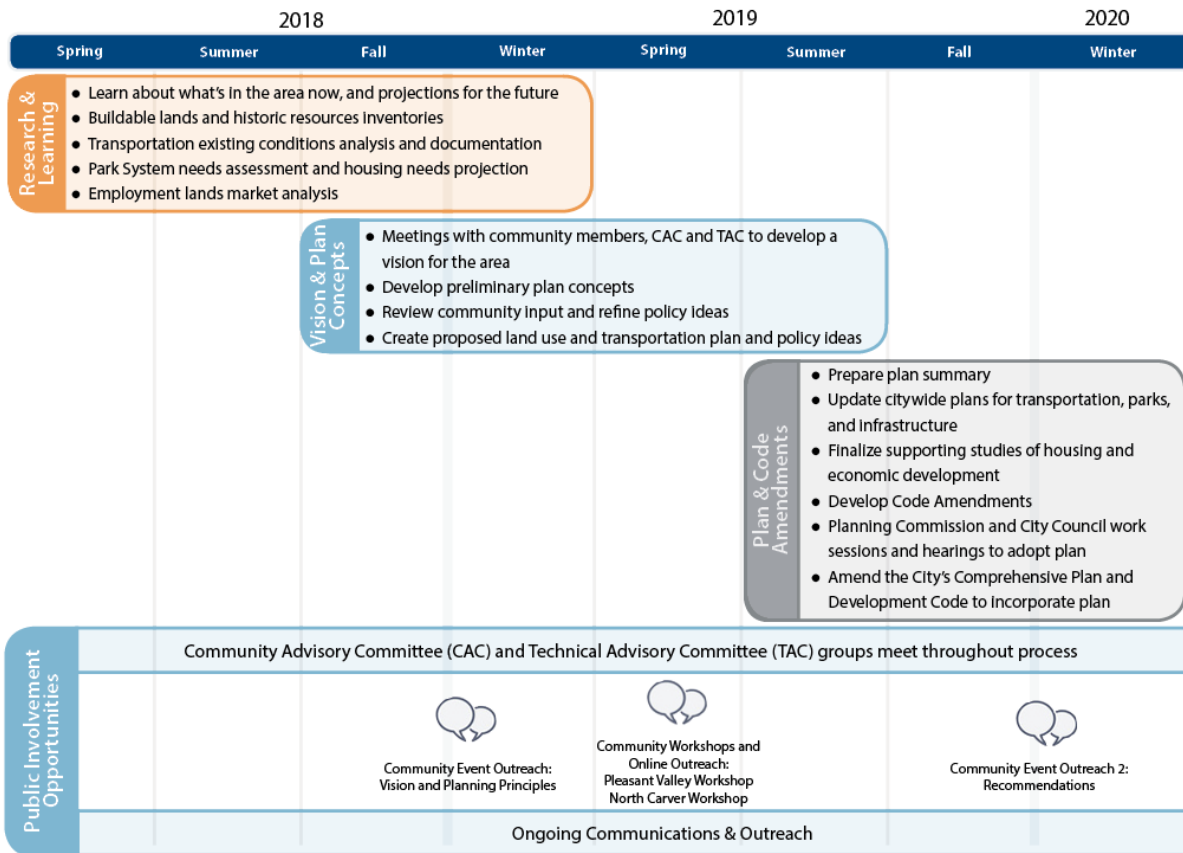 2018
2019
2020
Spring
Summer
Fall
Winter
Spring
Summer
Fall
Winter
Research &
Learning
● Learn about what's in the area now, and projections for the future
● Buildable lands and historic resources inventories
● Transportation existing conditions analysis and documentation
● Park System needs assessment and housing needs projection
● Employment lands market analysis
Vision & Plan
Concepts
● Meetings with community members, CAC and TAC to develop a
vision for the area
● Develop preliminary plan concepts
● Review community input and refine policy ideas
● Create proposed land use and transportation plan and policy ideas
Plan & Code
Amendments
● Prepare plan summary
● Update citywide plans for transportation, parks,
and infrastructure
● Finalize supporting studies of housing and
economic development
● Develop Code Amendments
● Planning Commission and City Council work
sessions and hearings to adopt plan
● Amend the City's Comprehensive Plan and
Development Code to incorporate plan
Public Involvement
Opportunities
Community Advisory Committee (CAC) and Technical Advisory Committee (TAC) groups meet throughout process
Community Event Outreach:
Vision and Planning Principles
Community Workshops and
Online Outreach:
Pleasant Valley Workshop
North Carver Workshop
Community Event Outreach 2:
Recommendations
Ongoing Communications & Outreach